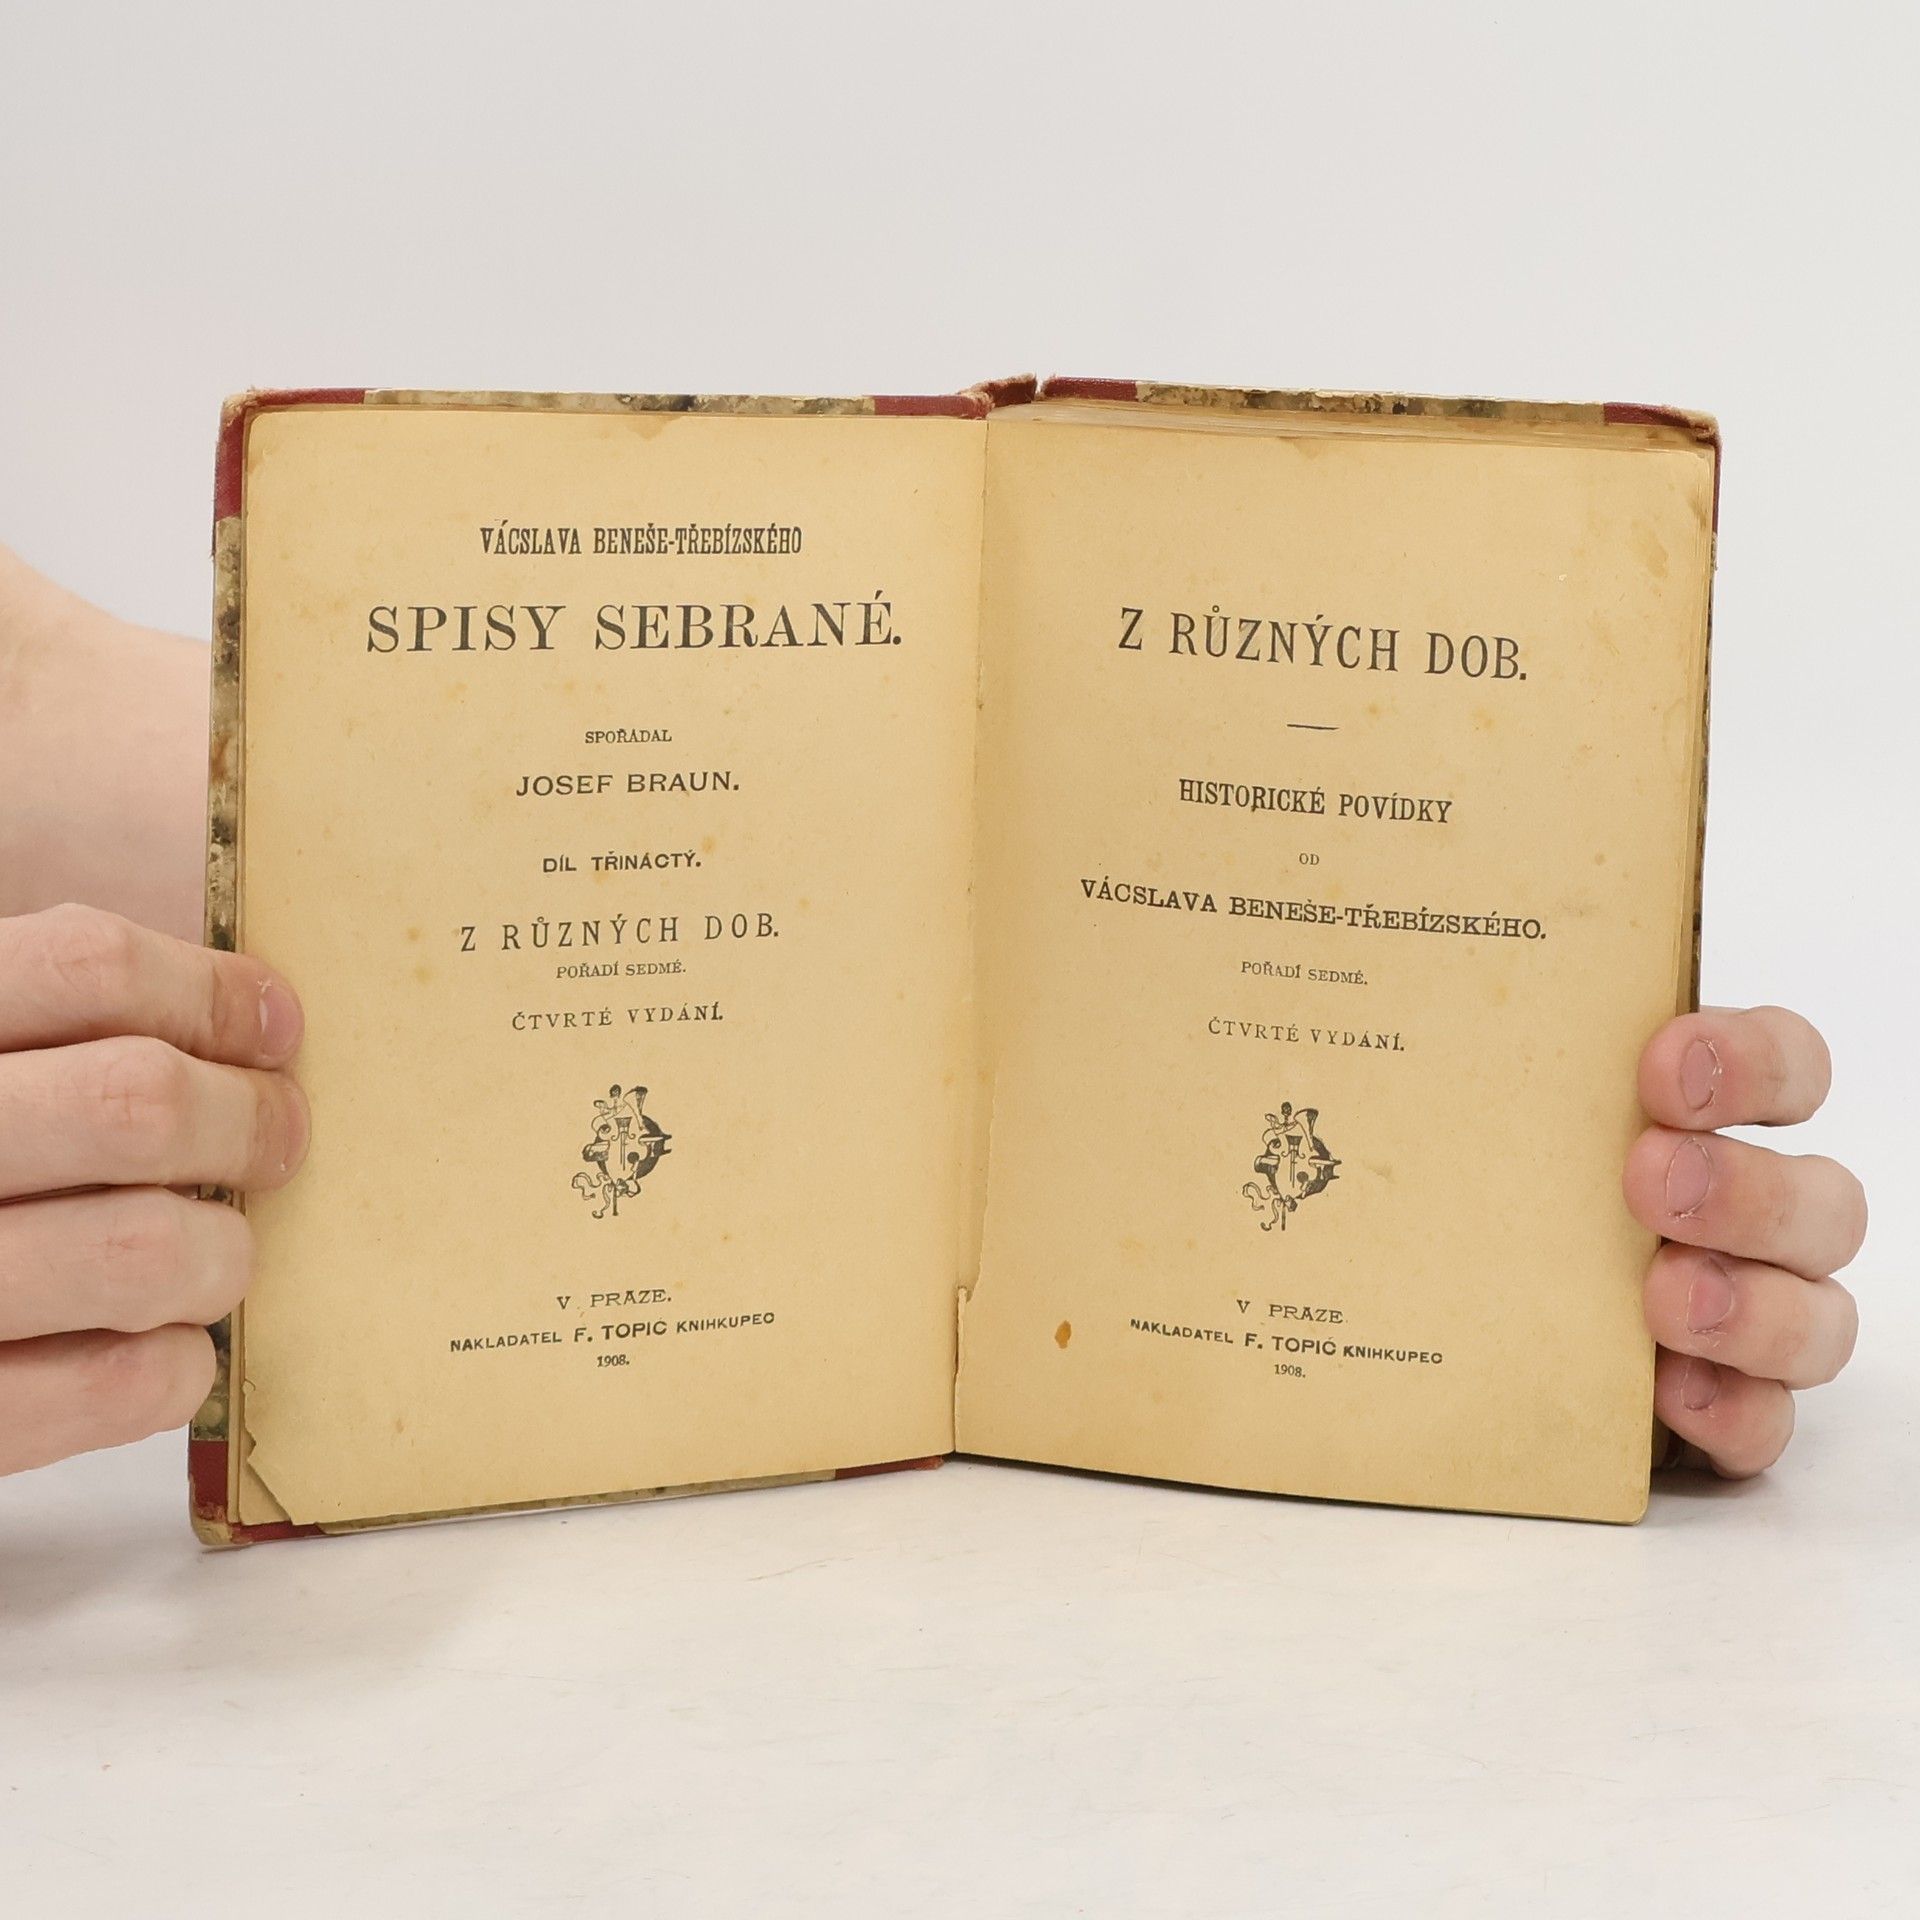 VÁCSLAVA BENEŠE-TŘEBÍZSKÉHO
SPISY SEBRANÉ.
SPOŘÁDAL
JOSEF BRAUN.
DÍL TŘINÁCTÝ.
Z RŮZNÝCH DOB.
POŘADÍ SEDMÉ.
ČTVRTÉ VYDÁNÍ.
V PRAZE.
NAKLADATEL F. TOPIČ KNIHKUPEC
1908.
Z RŮZNÝCH DOB.
HISTORICKÉ POVÍDKY
OD
VÁCSLAVA BENEŠE-TŘEBÍZSKÉHO.
POŘADÍ SEDMÉ.
ČTVRTÉ VYDÁNÍ.
V PRAZE.
NAKLADATEL F. TOPIČ KNIHKUPEC
1908.